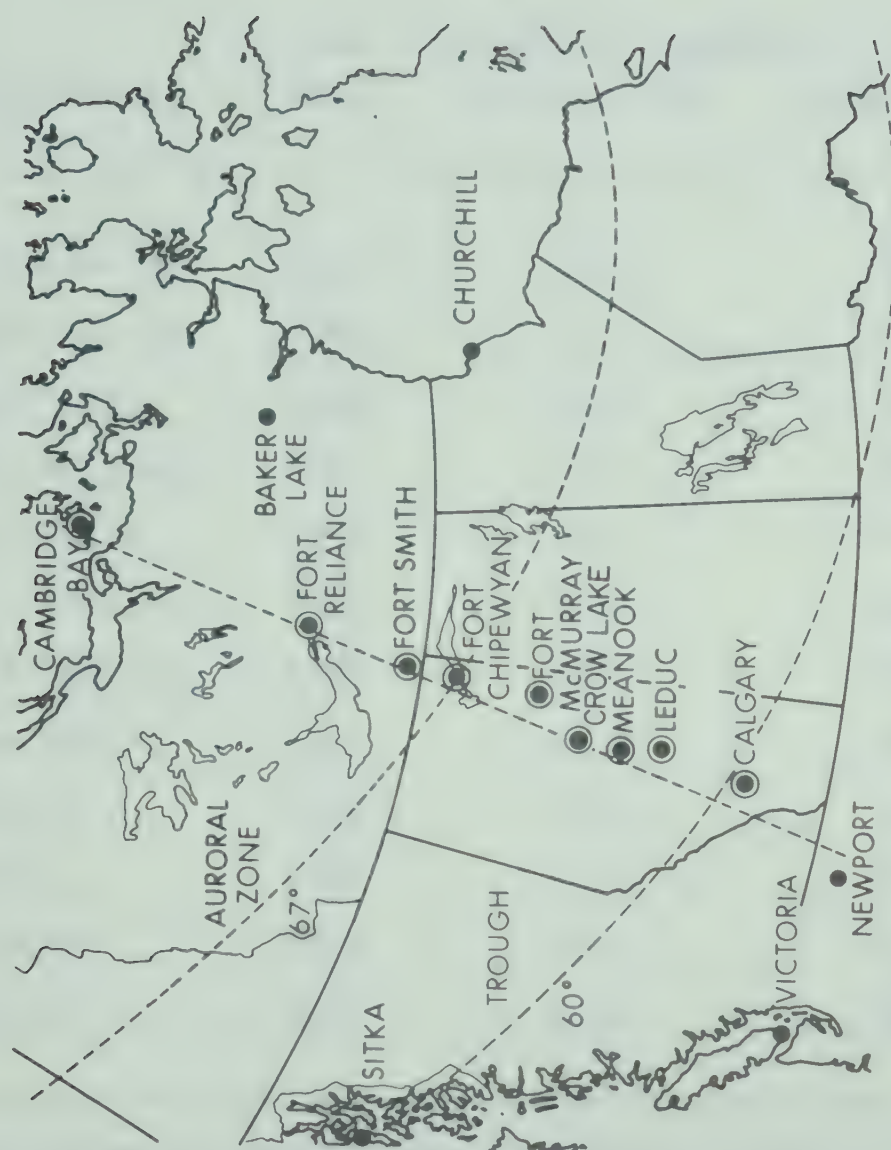 CAMBRIDGE
BAY
BAKER
LAKE
FORT
RELIANCE
CHURCHILL
AURORAL
ZONE
67°
FORT SMITH
FORT
CHIPEWYAN
FORT
McMURRAY
CROW LAKE
MEANOOK
LEDUC
CALGARY
SITKA
TROUGH
60°
VICTORIA
NEWPORT